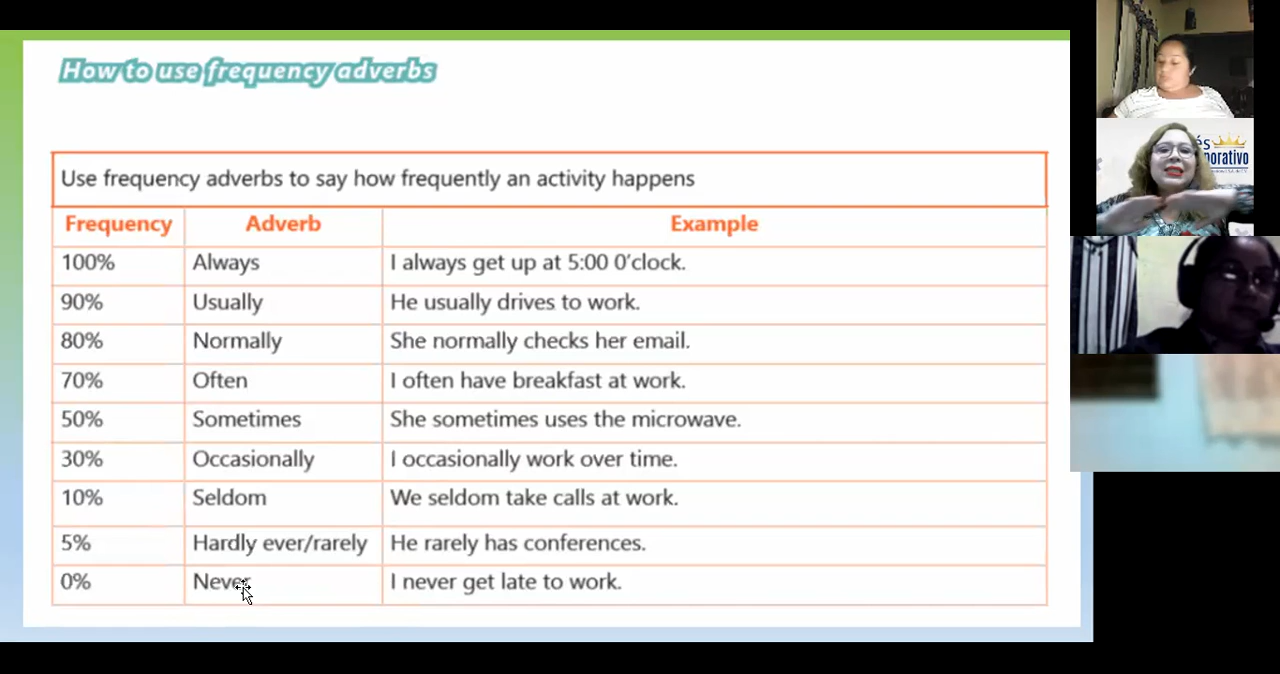 How to use frequency adverbs
Use frequency adverbs to say how frequently an activity happens
Frequency Adverb Example
100% Always I always get up at 5:00 0'clock.
90% Usually He usually drives to work.
80% Normally She normally checks her email.
70% Often I often have breakfast at work.
50% Sometimes She sometimes uses the microwave.
30% Occasionally I occasionally work over time.
10% Seldom We seldom take calls at work.
5% Hardly ever/rarely He rarely has conferences.
0% Never I never get late to work.
és
porativo